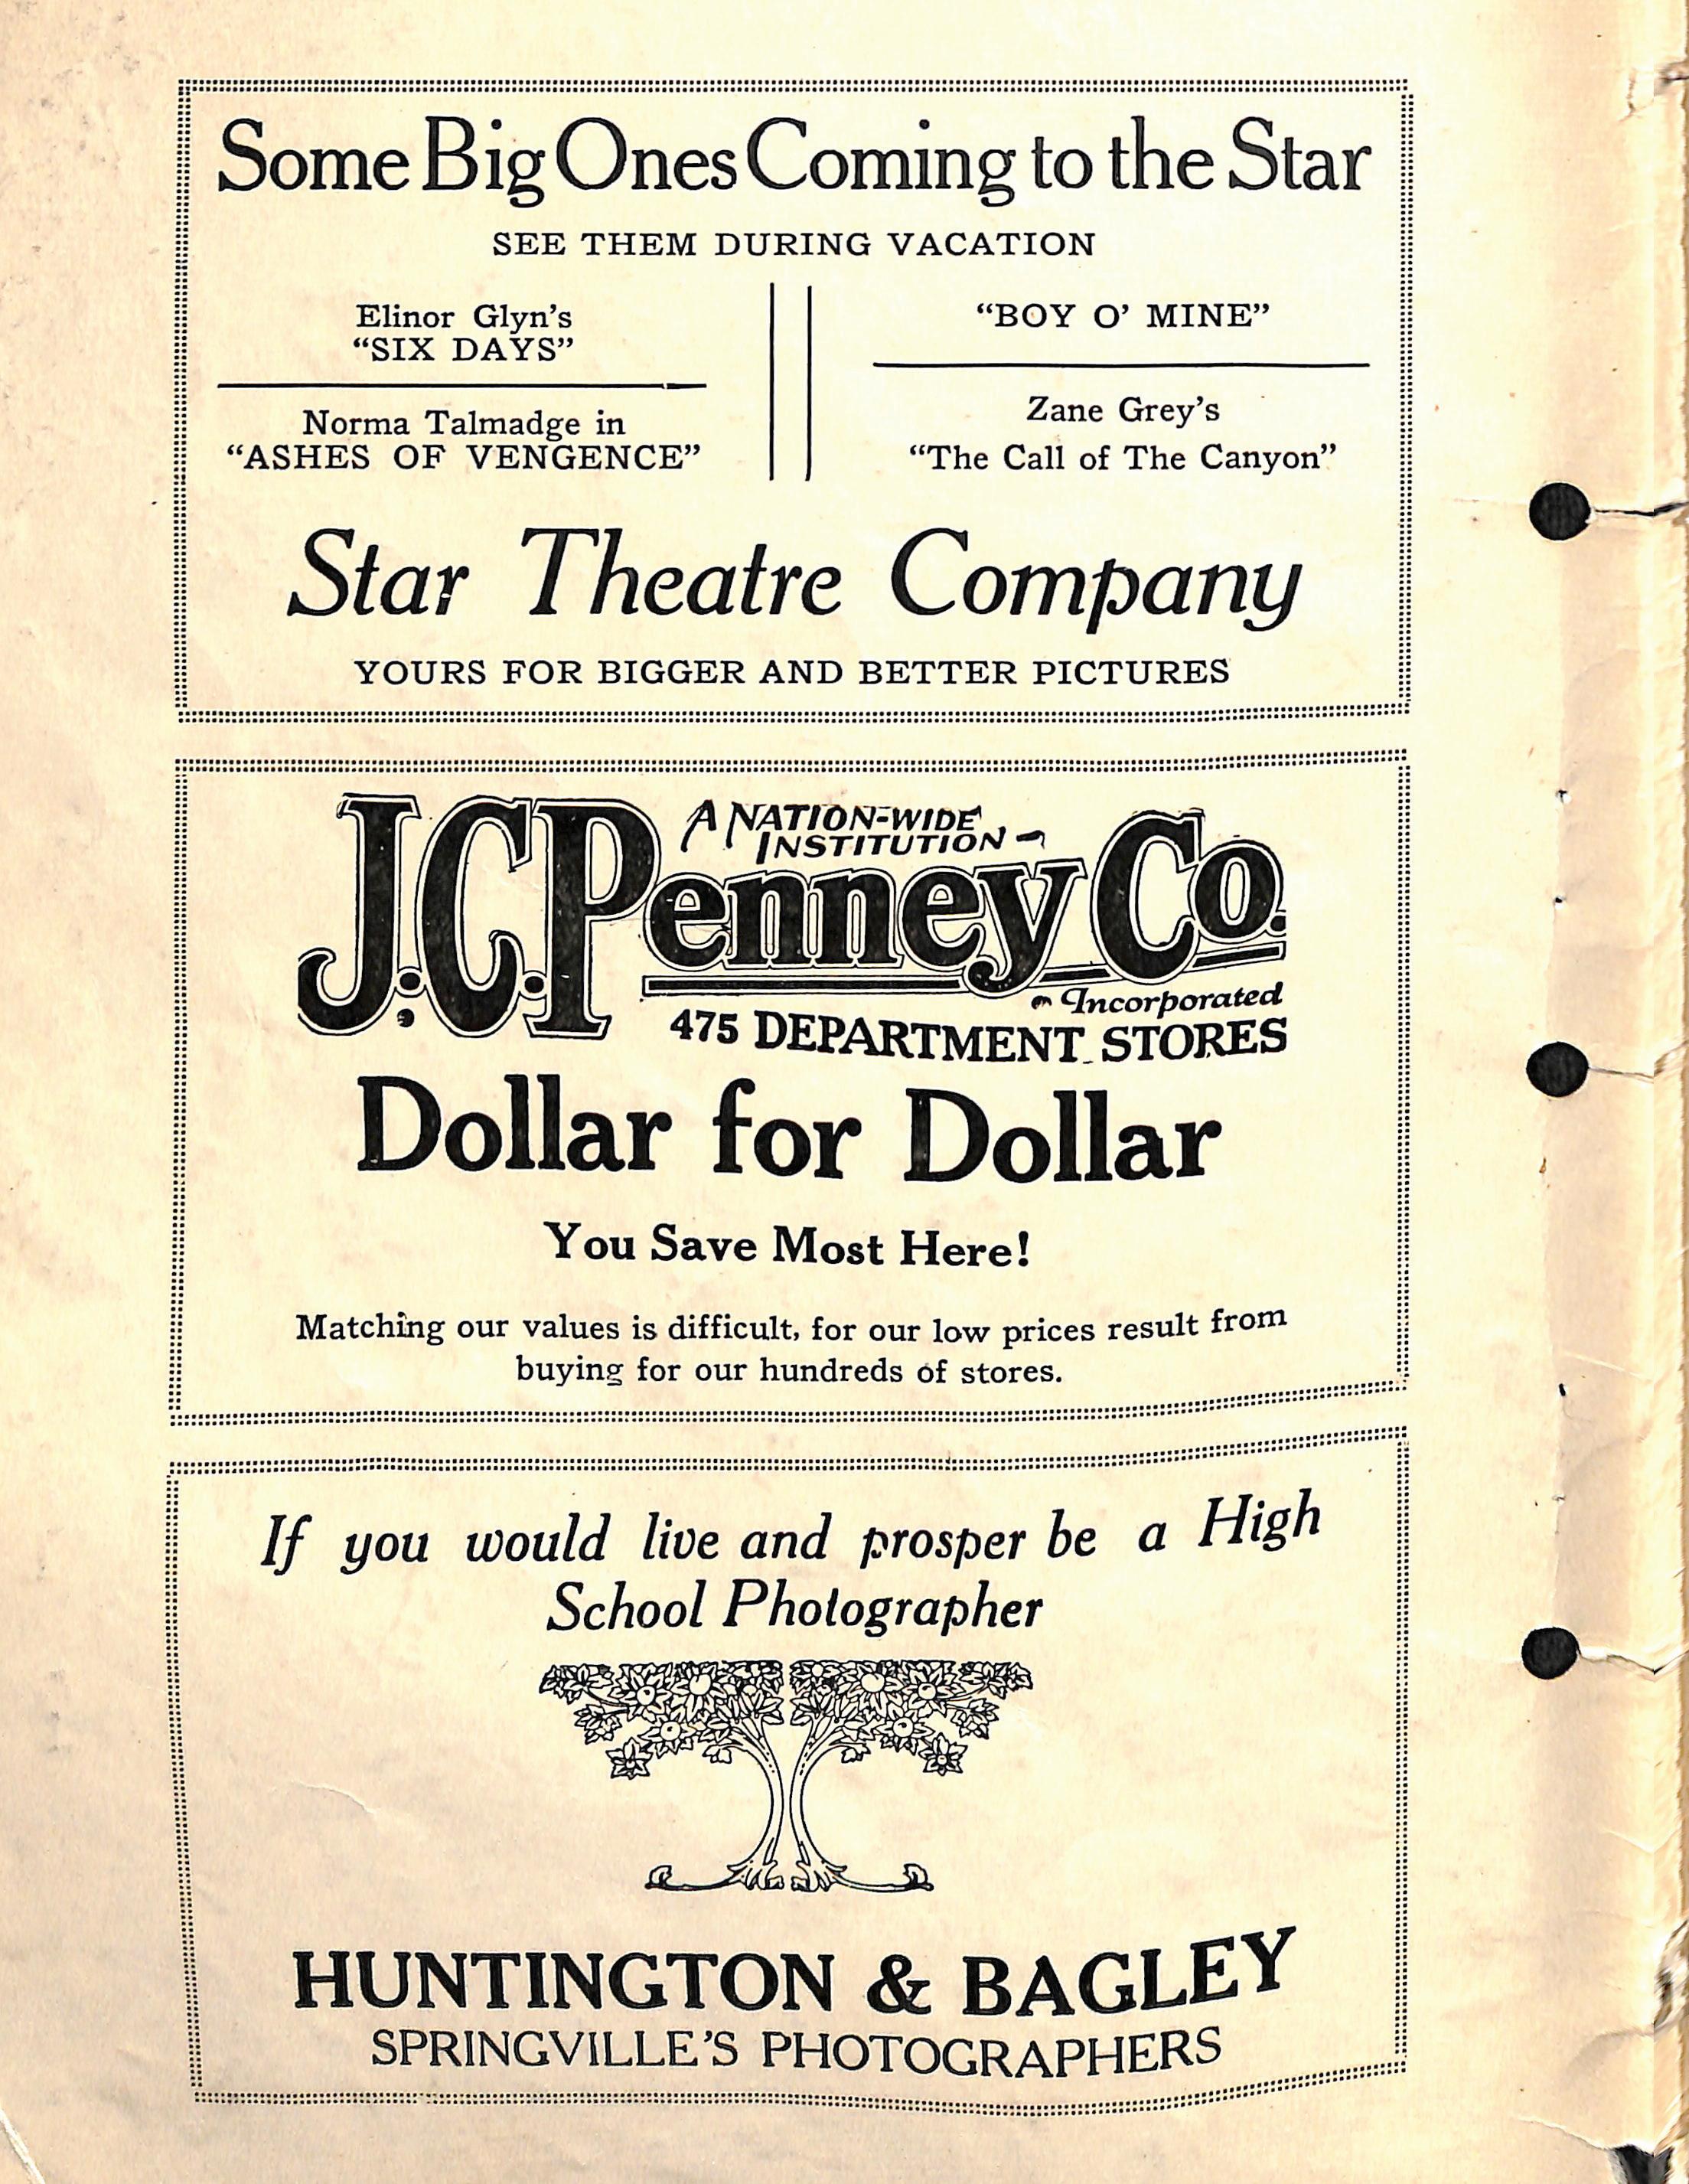 Some Big Ones Coming to the Star
SEE THEM DURING VACATION
Elinor Glyn's
"SIX DAYS"
Norma Talmadge in
"ASHES OF VENGENCE"
"BOY O' MINE"
Zane Grey's
"The Call of The Canyon"
Star Theatre Company
YOURS FOR BIGGER AND BETTER PICTURES
A NATION-WIDE
INSTITUTION-
J.C.Penney Co.
Incorporated
475 DEPARTMENT STORES
Dollar for Dollar
You Save Most Here!
Matching our values is difficult, for our low prices result from
buying for our hundreds of stores.
If you would live and prosper be a High
School Photographer
HUNTINGTON & BAGLEY
SPRINGVILLE'S PHOTOGRAPHERS